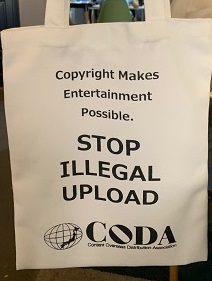 Copyright Makes
Entertainment
Possible.
STOP
ILLEGAL
UPLOAD
CODA
Content Overseas Distribution Association